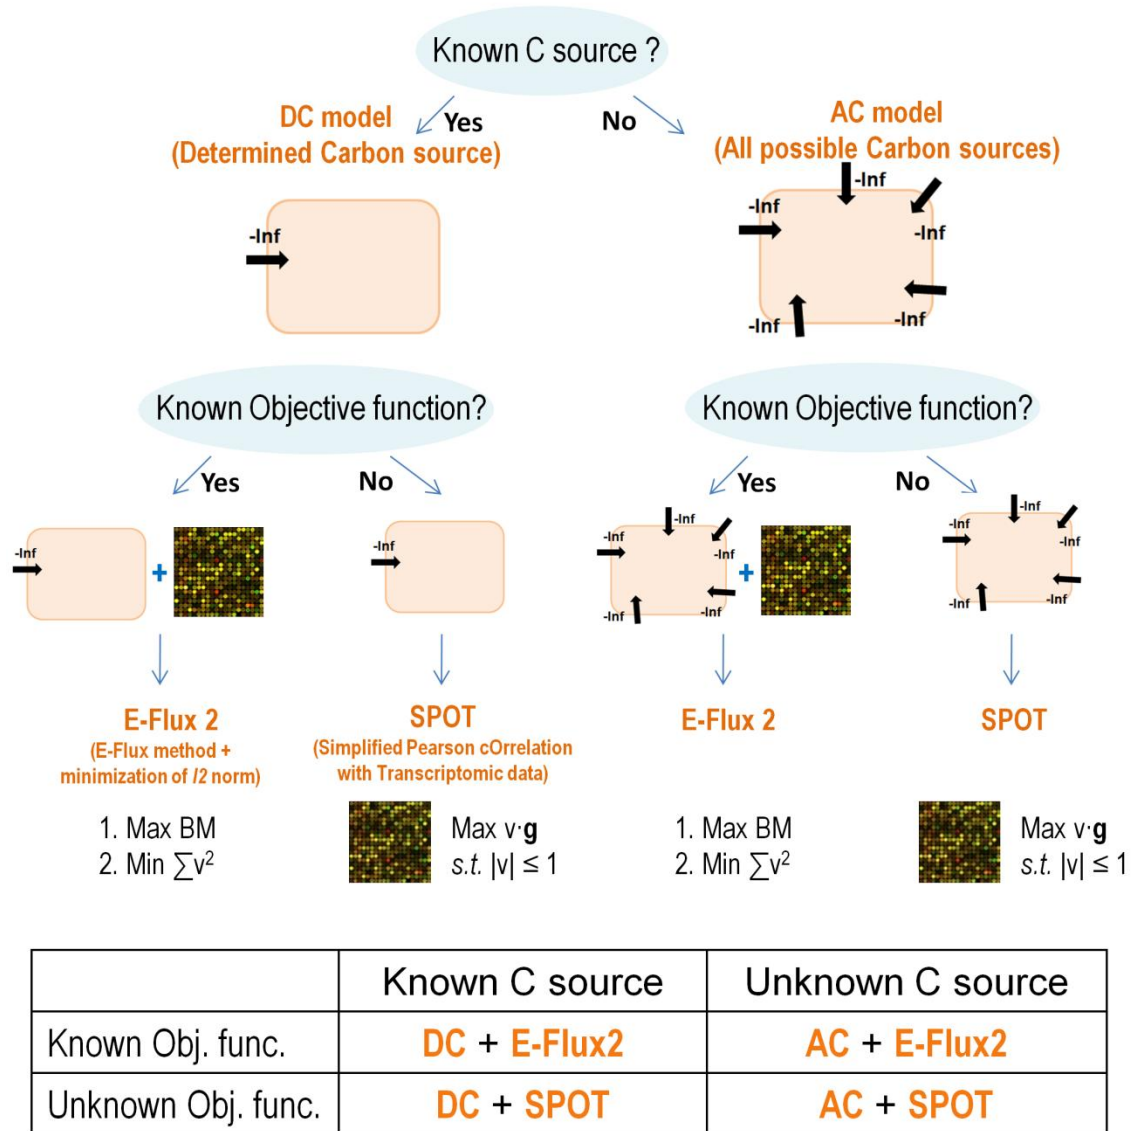 Known C source ?
Yes
No
DC model
(Determined Carbon source)
AC model
(All possible Carbon sources)
-Inf
-Inf
-Inf
-Inf
-Inf
-Inf
Known Objective function?
Known Objective function?
Yes
No
Yes
No
-Inf
+
-Inf
-Inf
-Inf
-Inf
-Inf
-Inf
+
-Inf
-Inf
-Inf
-Inf
-Inf
E-Flux 2
(E-Flux method +
minimization of l2 norm)
SPOT
(Simplified Pearson cOrrelation
with Transcriptomic data)
E-Flux 2
SPOT
1. Max BM
2. Min ∑v²
Max v·g
s.t. |v| ≤ 1
1. Max BM
2. Min ∑v²
Max v·g
s.t. |v| ≤ 1
Known C source Unknown C source
Known Obj. func. DC + E-Flux2 AC + E-Flux2
Unknown Obj. func. DC + SPOT AC + SPOT